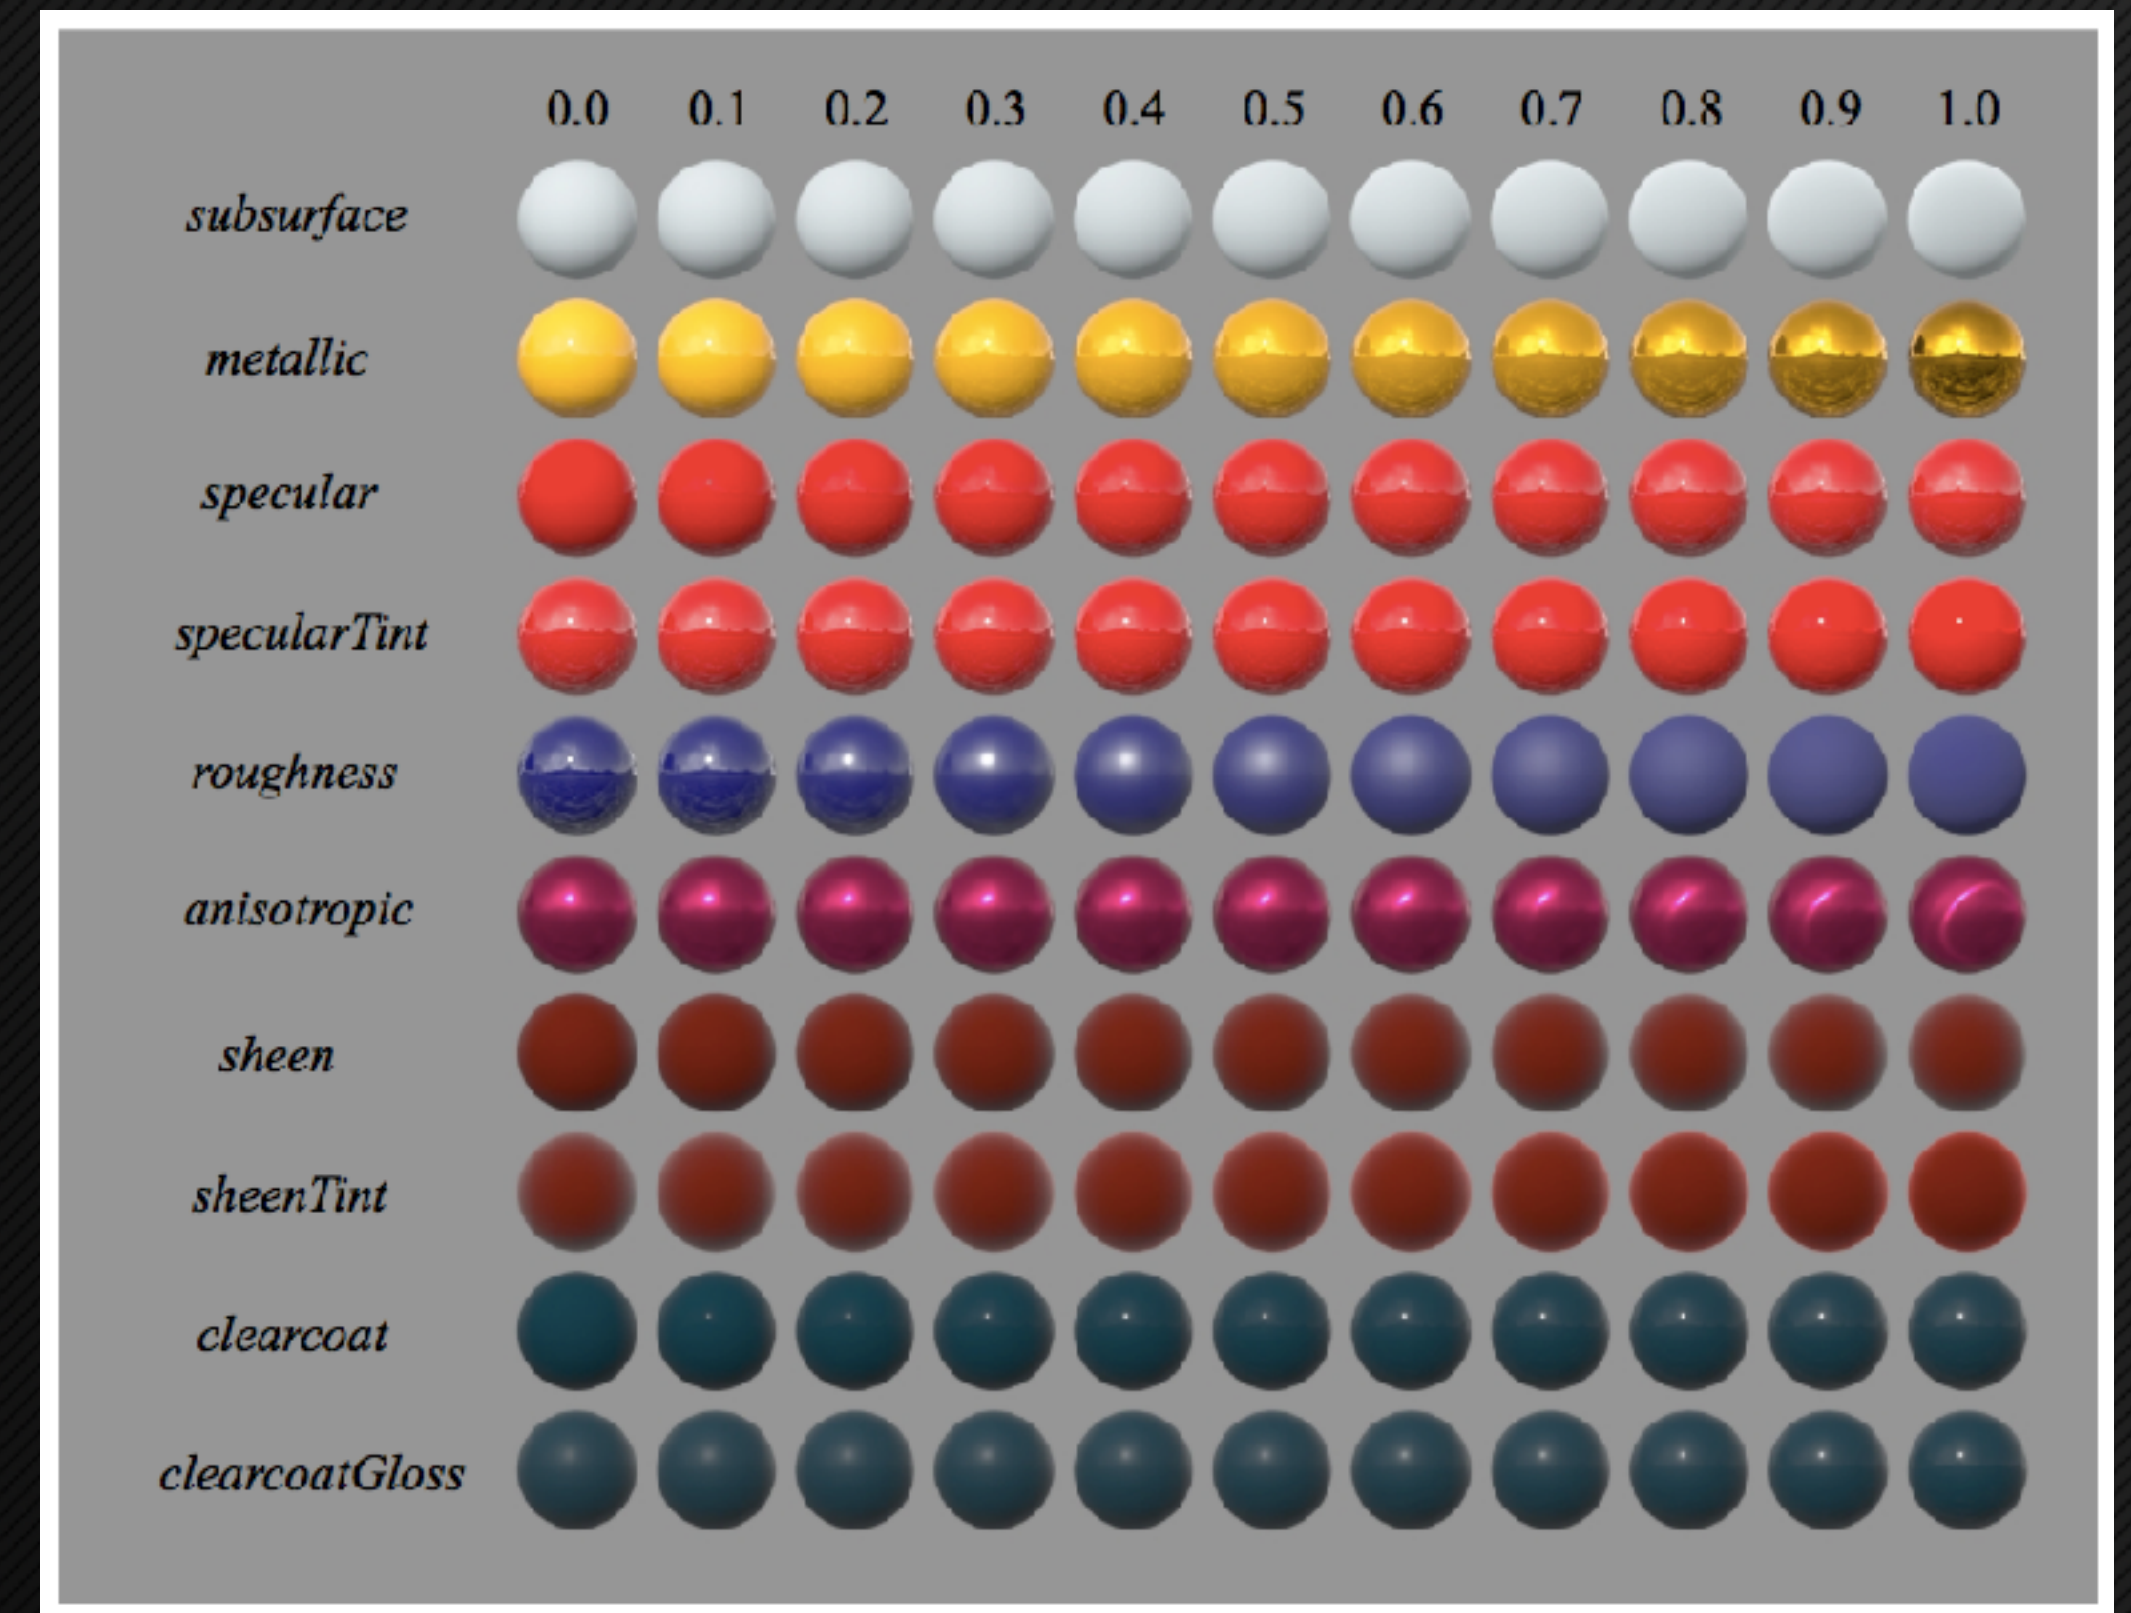 0.0 0.1 0.2 0.3 0.4 0.5 0.6 0.7 0.8 0.9 1.0
subsurface
metallic
specular
specularTint
roughness
anisotropic
sheen
sheenTint
clearcoat
clearcoatGloss